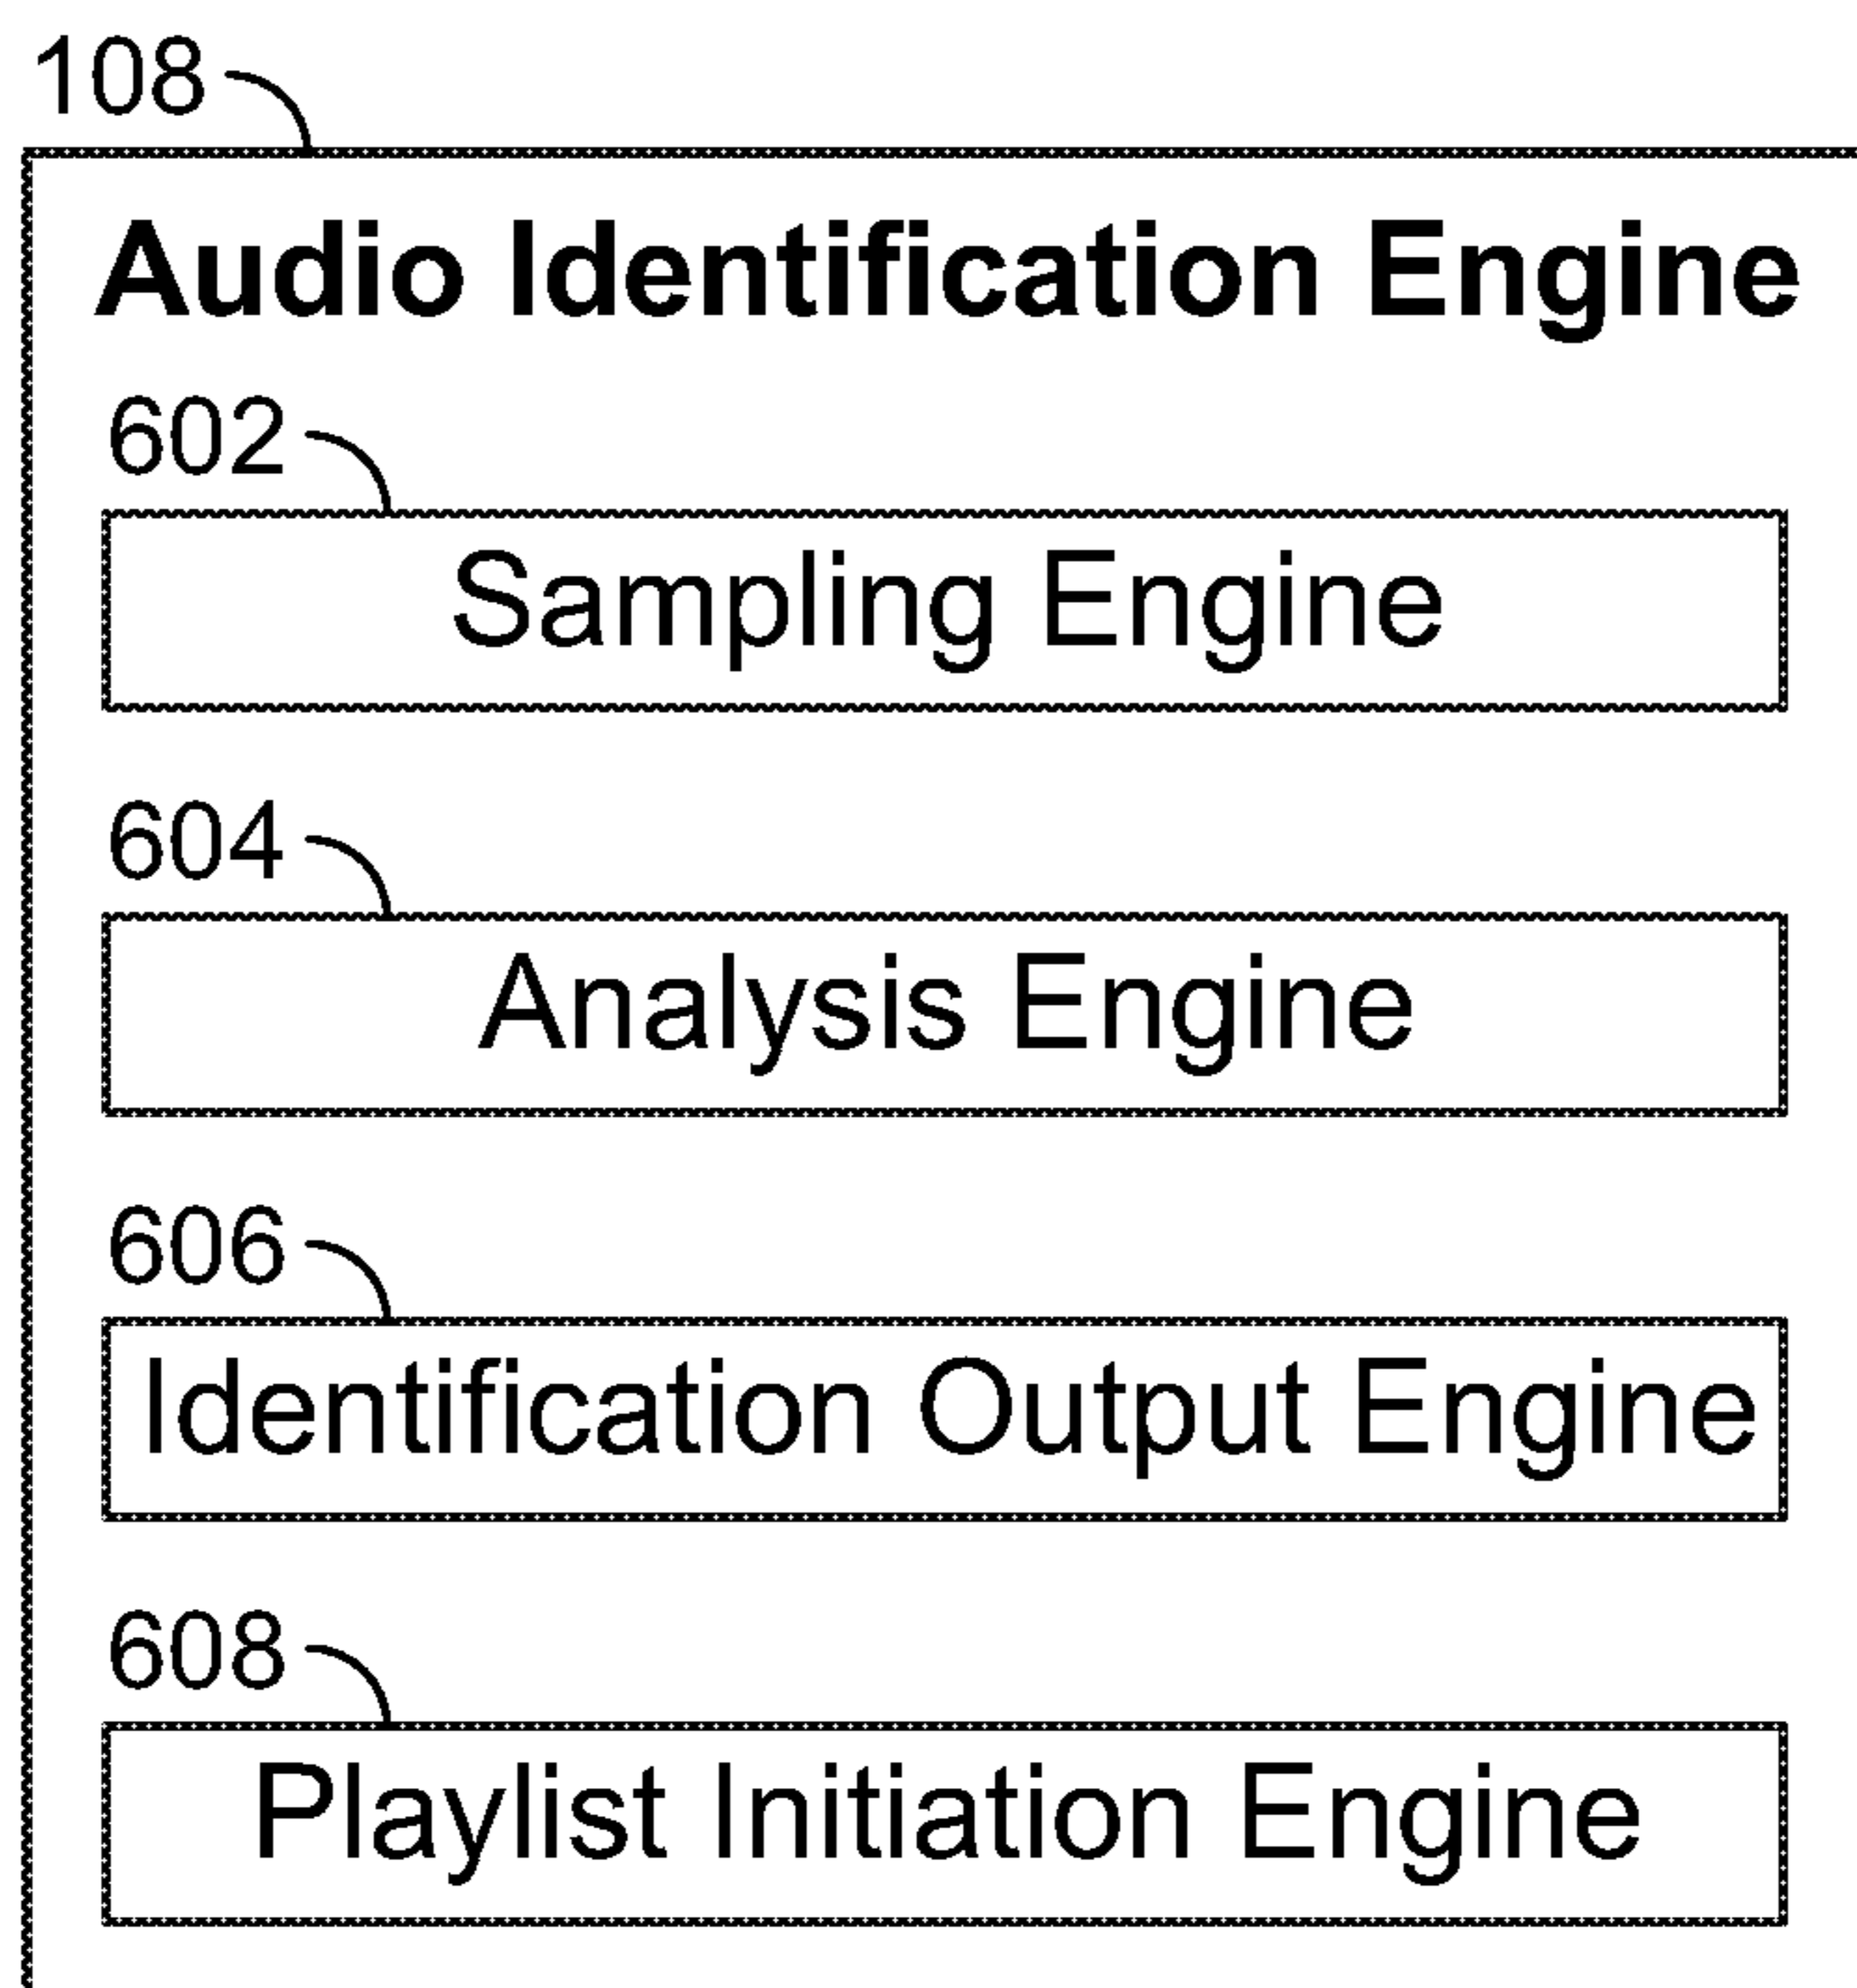 108
Audio Identification Engine
602
Sampling Engine
604
Analysis Engine
606
Identification Output Engine
608
Playlist Initiation Engine